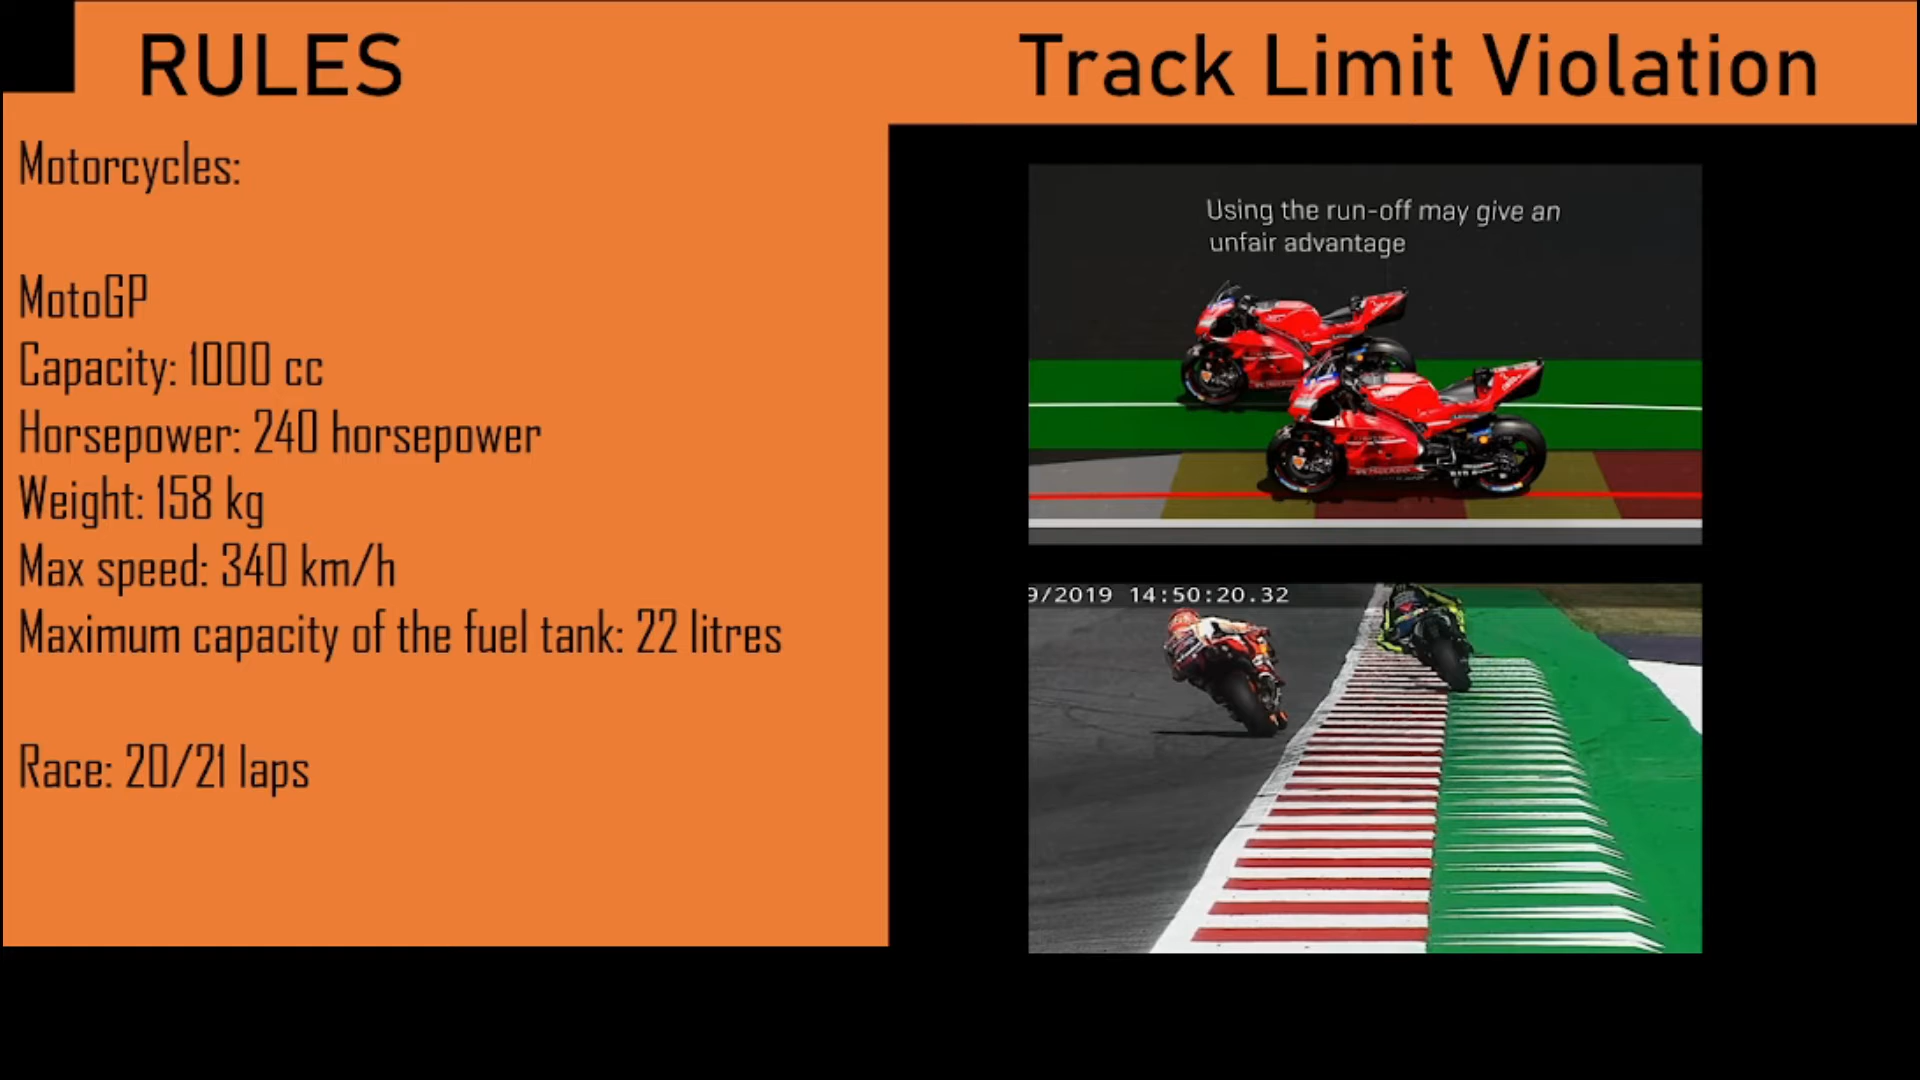 RULES
Track Limit Violation
Motorcycles:
MotoGP
Capacity: 1000 cc
Horsepower: 240 horsepower
Weight: 158 kg
Max speed: 340 km/h
Maximum capacity of the fuel tank: 22 litres
Race: 20/21 laps
Using the run-off may give an
unfair advantage
9/2019 14:50:20.32